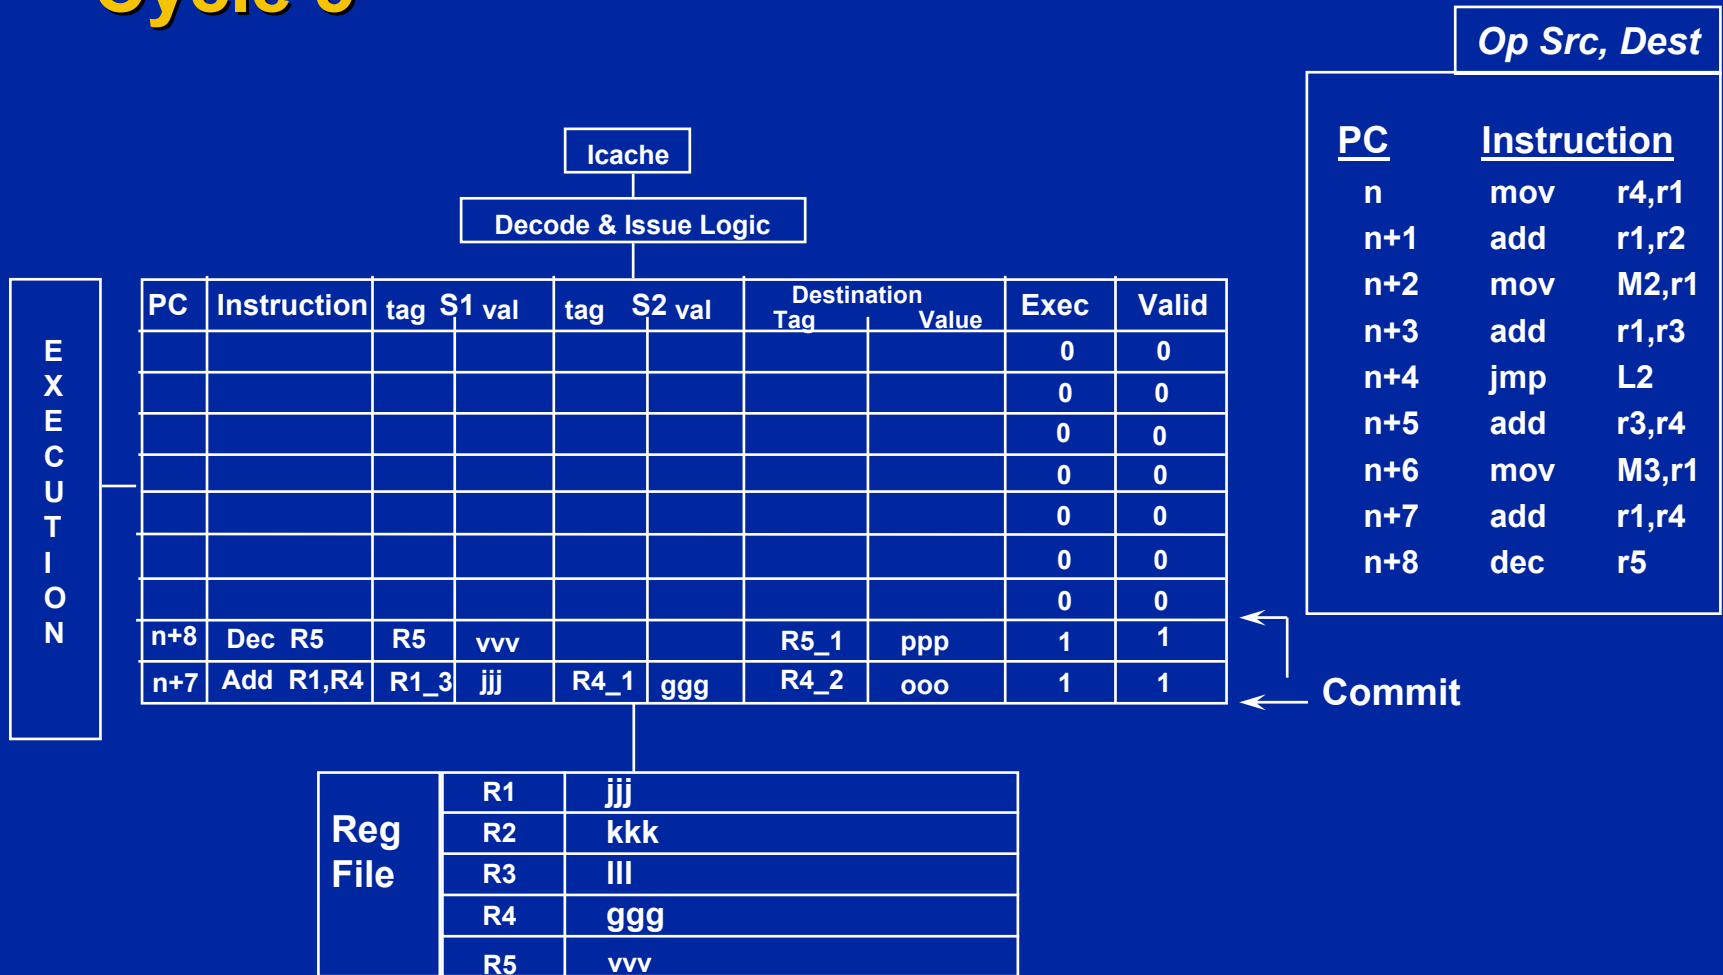 Cycle
Op Src, Dest
PC Instruction
n mov r4,r1
n+1 add r1,r2
n+2 mov M2,r1
n+3 add r1,r3
n+4 jmp L2
n+5 add r3,r4
n+6 mov M3,r1
n+7 add r1,r4
n+8 dec r5
Icache
Decode & Issue Logic
EXECUTION
PC Instruction tag S1 val tag S2 val Destination Tag Value Exec Valid
0 0
0 0
0 0
0 0
0 0
0 0
0 0
n+8 Dec R5 R5 vvv R5_1 ppp 1 1
n+7 Add R1,R4 R1_3 jjj R4_1 ggg R4_2 ooo 1 1
Commit
Reg File
R1 jjj
R2 kkk
R3 lll
R4 ggg
R5 vvv